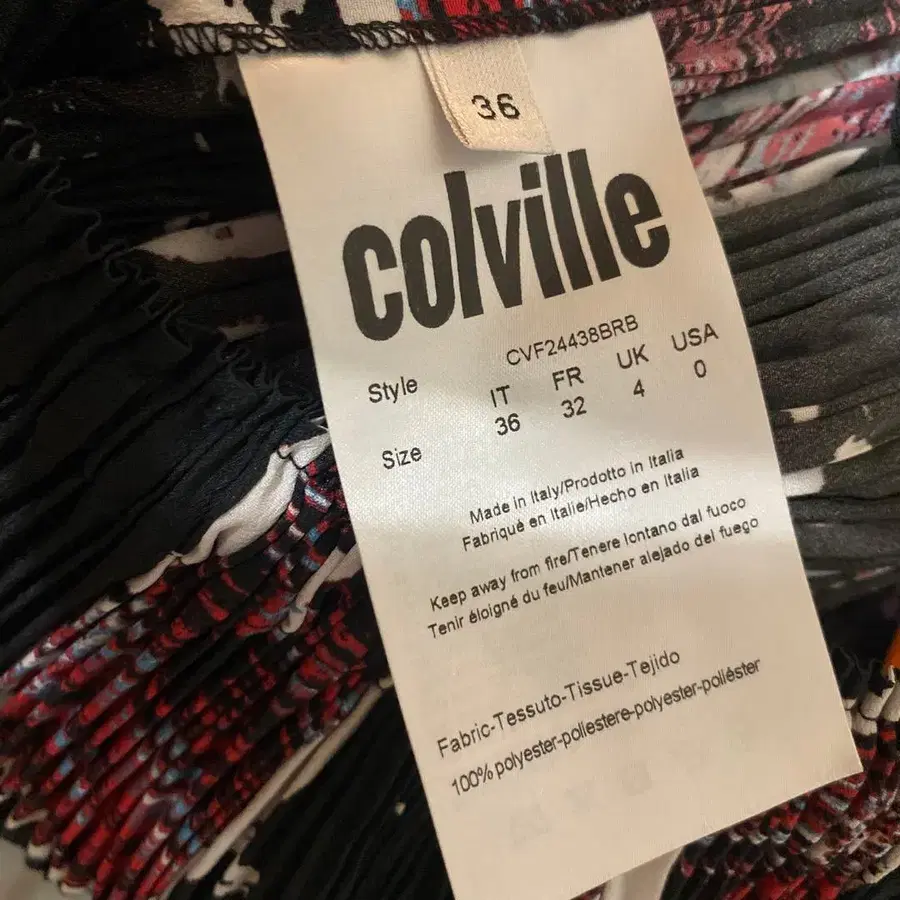 36
colville
Style CVF24438BRB
IT FR UK USA
Size 36 32 4 0
Made in Italy/Prodotto in Italia
Fabriqué en Italie/Hecho en Italia
Keep away from fire/Tenere lontano dal fuoco
Tenir éloigné du feu/Mantener alejado del fuego
Fabric-Tessuto-Tissue-Tejido
100% polyester-poliestere-polyester-poliéster